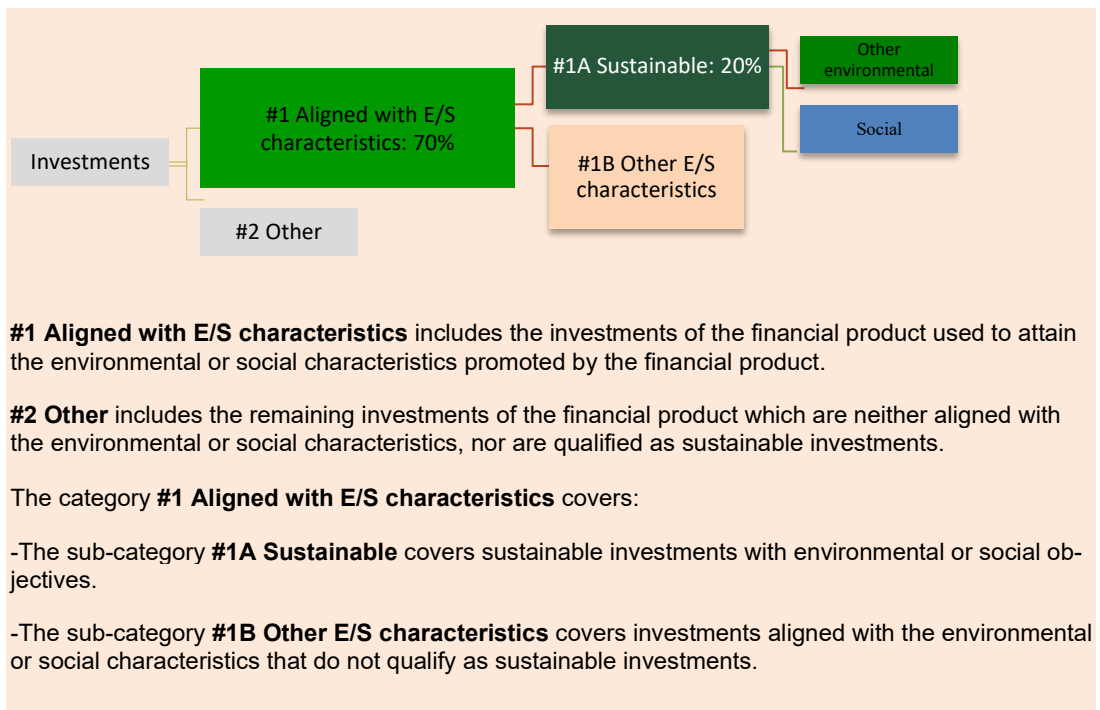 Investments
#1 Aligned with E/S
characteristics: 70%
#2 Other
#1A Sustainable: 20%
#1B Other E/S
characteristics
Other
environmental
Social
#1 Aligned with E/S characteristics includes the investments of the financial product used to attain
the environmental or social characteristics promoted by the financial product.
#2 Other includes the remaining investments of the financial product which are neither aligned with
the environmental or social characteristics, nor are qualified as sustainable investments.
The category #1 Aligned with E/S characteristics covers:
-The sub-category #1A Sustainable covers sustainable investments with environmental or social ob-
jectives.
-The sub-category #1B Other E/S characteristics covers investments aligned with the environmental
or social characteristics that do not qualify as sustainable investments.